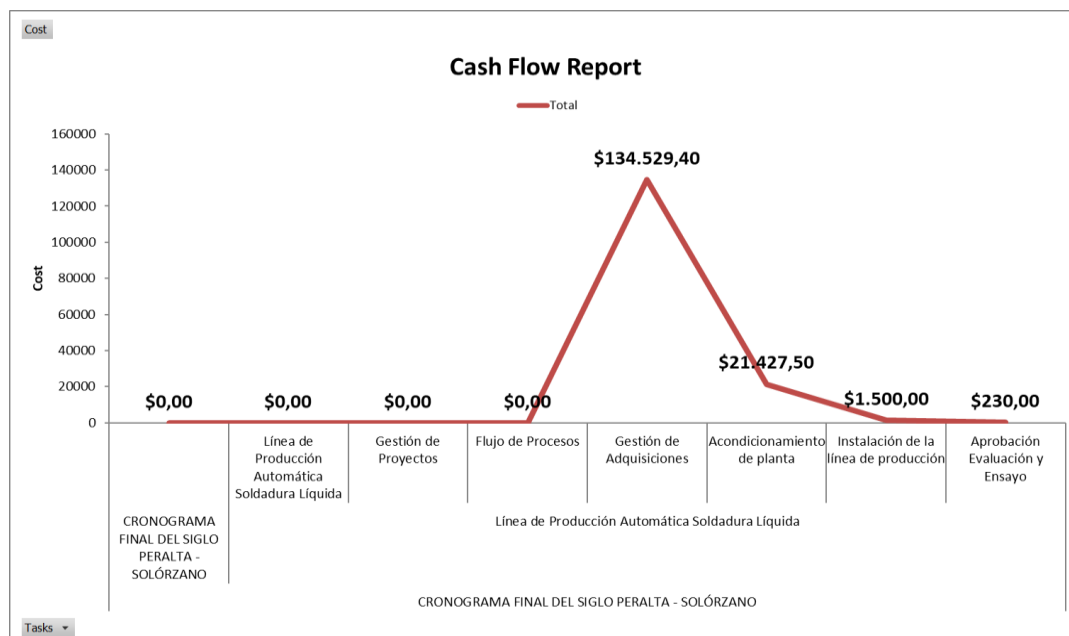 Cost
Cash Flow Report
Total
160000
140000
120000
100000
80000
60000
40000
20000
0
Cost
$0,00
$0,00
$0,00
$0,00
$134.529,40
$21.427,50
$1.500,00
$230,00
Línea de
Producción
Automática
Soldadura Líquida
Gestión de
Proyectos
Flujo de Procesos
Gestión de
Adquisiciones
Acondicionamiento
de planta
Instalación de la
línea de producción
Aprobación
Evaluación y
Ensayo
CRONOGRAMA
FINAL DEL SIGLO
PERALTA -
SOLÓRZANO
Línea de Producción Automática Soldadura Líquida
CRONOGRAMA FINAL DEL SIGLO PERALTA - SOLÓRZANO
Tasks